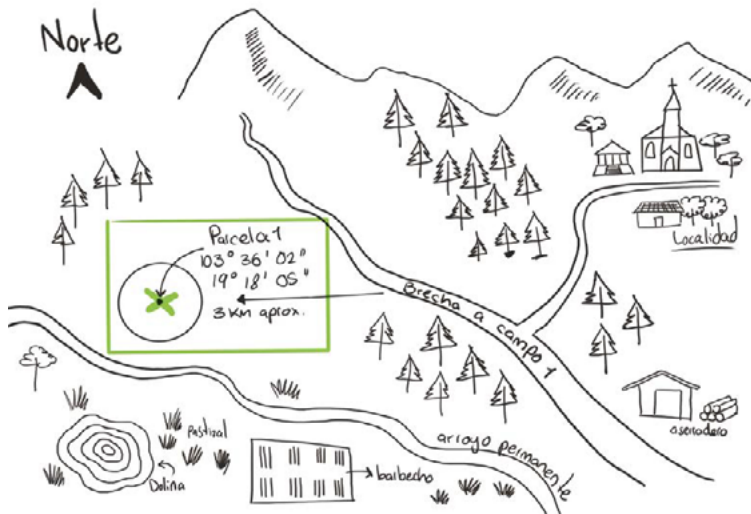 Norte
Parcela 1
103° 36' 02"
19° 18' 05"
3 km aprox.
Brecha a campo 1
Localidad
aserradero
arroyo permanente
Pastizal
Dolina
barbecho